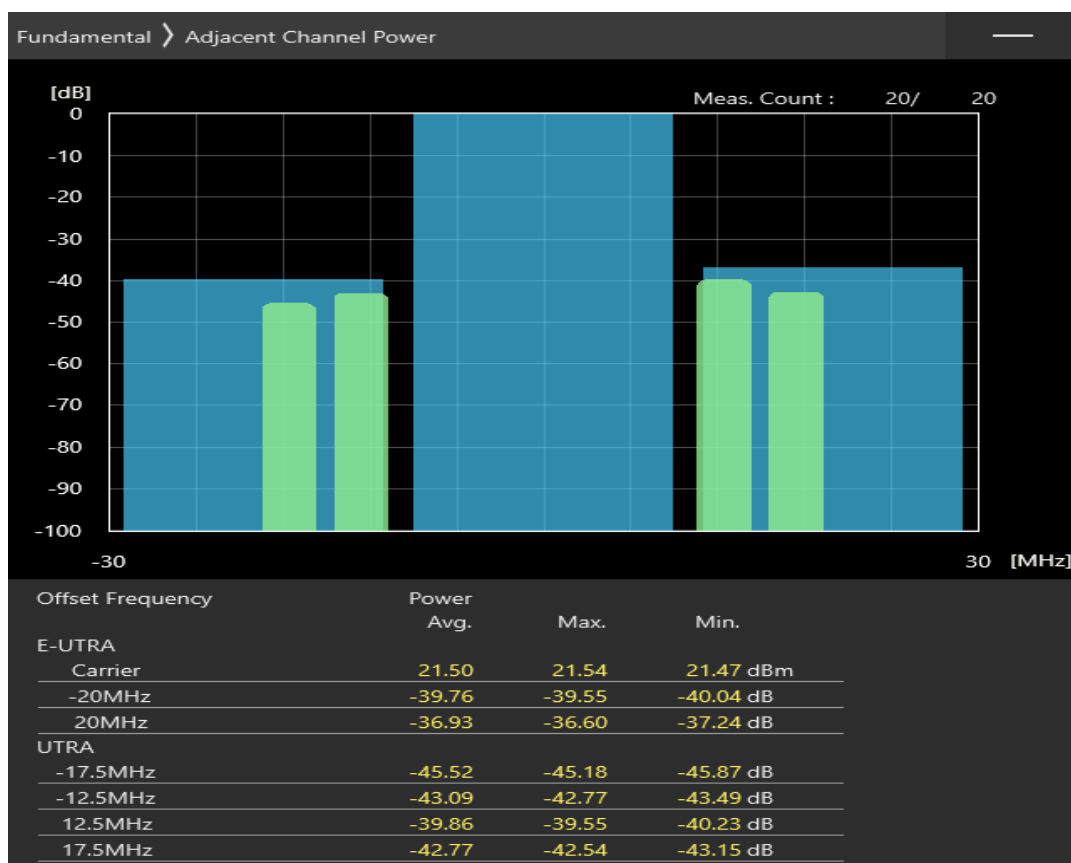 Fundamental 〉 Adjacent Channel Power
[dB]
Meas. Count : 20/ 20
0
-10
-20
-30
-40
-50
-60
-70
-80
-90
-100
-30 30 [MHz]
Offset Frequency Power
Avg. Max. Min.
E-UTRA
Carrier 21.50 21.54 21.47 dBm
-20MHz -39.76 -39.55 -40.04 dB
20MHz -36.93 -36.60 -37.24 dB
UTRA
-17.5MHz -45.52 -45.18 -45.87 dB
-12.5MHz -43.09 -42.77 -43.49 dB
12.5MHz -39.86 -39.55 -40.23 dB
17.5MHz -42.77 -42.54 -43.15 dB